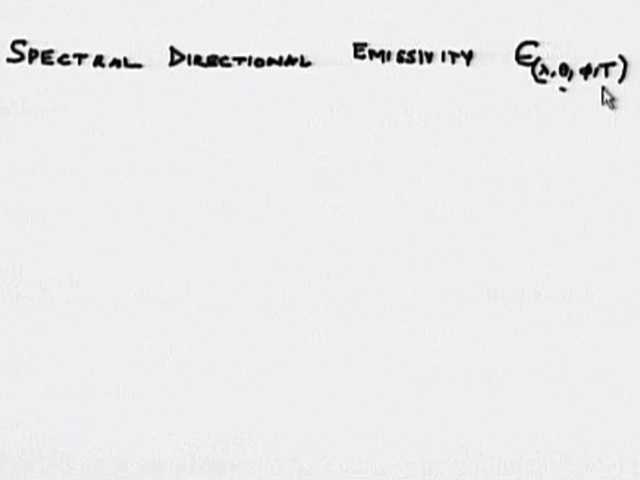 SPECTRAL DIRECTIONAL EMISSIVITY ϵ(λ,θ,φ,T)